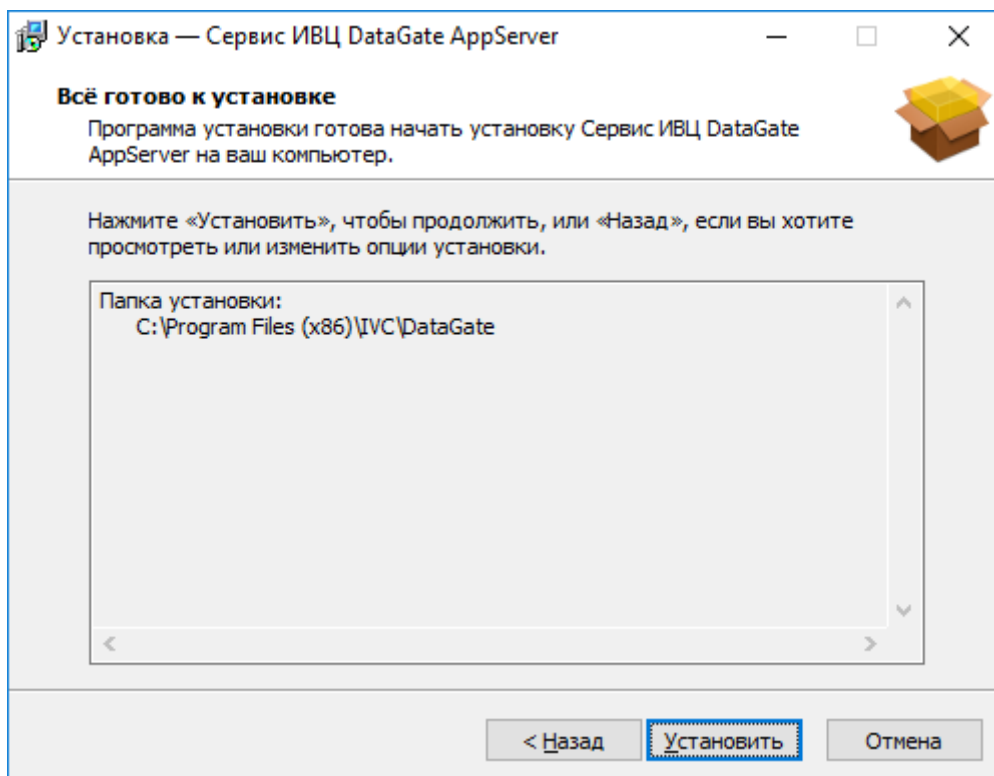 Установка — Сервис ИВЦ DataGate AppServer
Всё готово к установке
Программа установки готова начать установку Сервис ИВЦ DataGate
AppServer на ваш компьютер.
Нажмите «Установить», чтобы продолжить, или «Назад», если вы хотите
просмотреть или изменить опции установки.
Папка установки:
C:\Program Files (x86)\IVC\DataGate
< Назад
Установить
Отмена